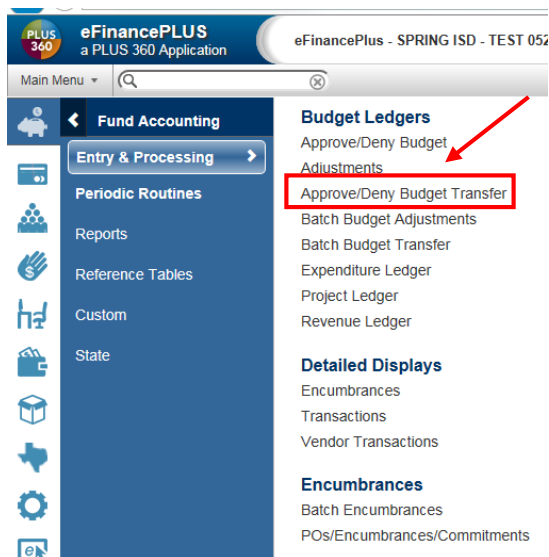 PLUS
360
eFinancePLUS
a PLUS 360 Application
eFinancePlus - SPRING ISD - TEST 052
Main Menu
Fund Accounting
Entry & Processing
Periodic Routines
Reports
Reference Tables
Custom
State
Budget Ledgers
Approve/Deny Budget
Adjustments
Approve/Deny Budget Transfer
Batch Budget Adjustments
Batch Budget Transfer
Expenditure Ledger
Project Ledger
Revenue Ledger
Detailed Displays
Encumbrances
Transactions
Vendor Transactions
Encumbrances
Batch Encumbrances
POs/Encumbrances/Commitments